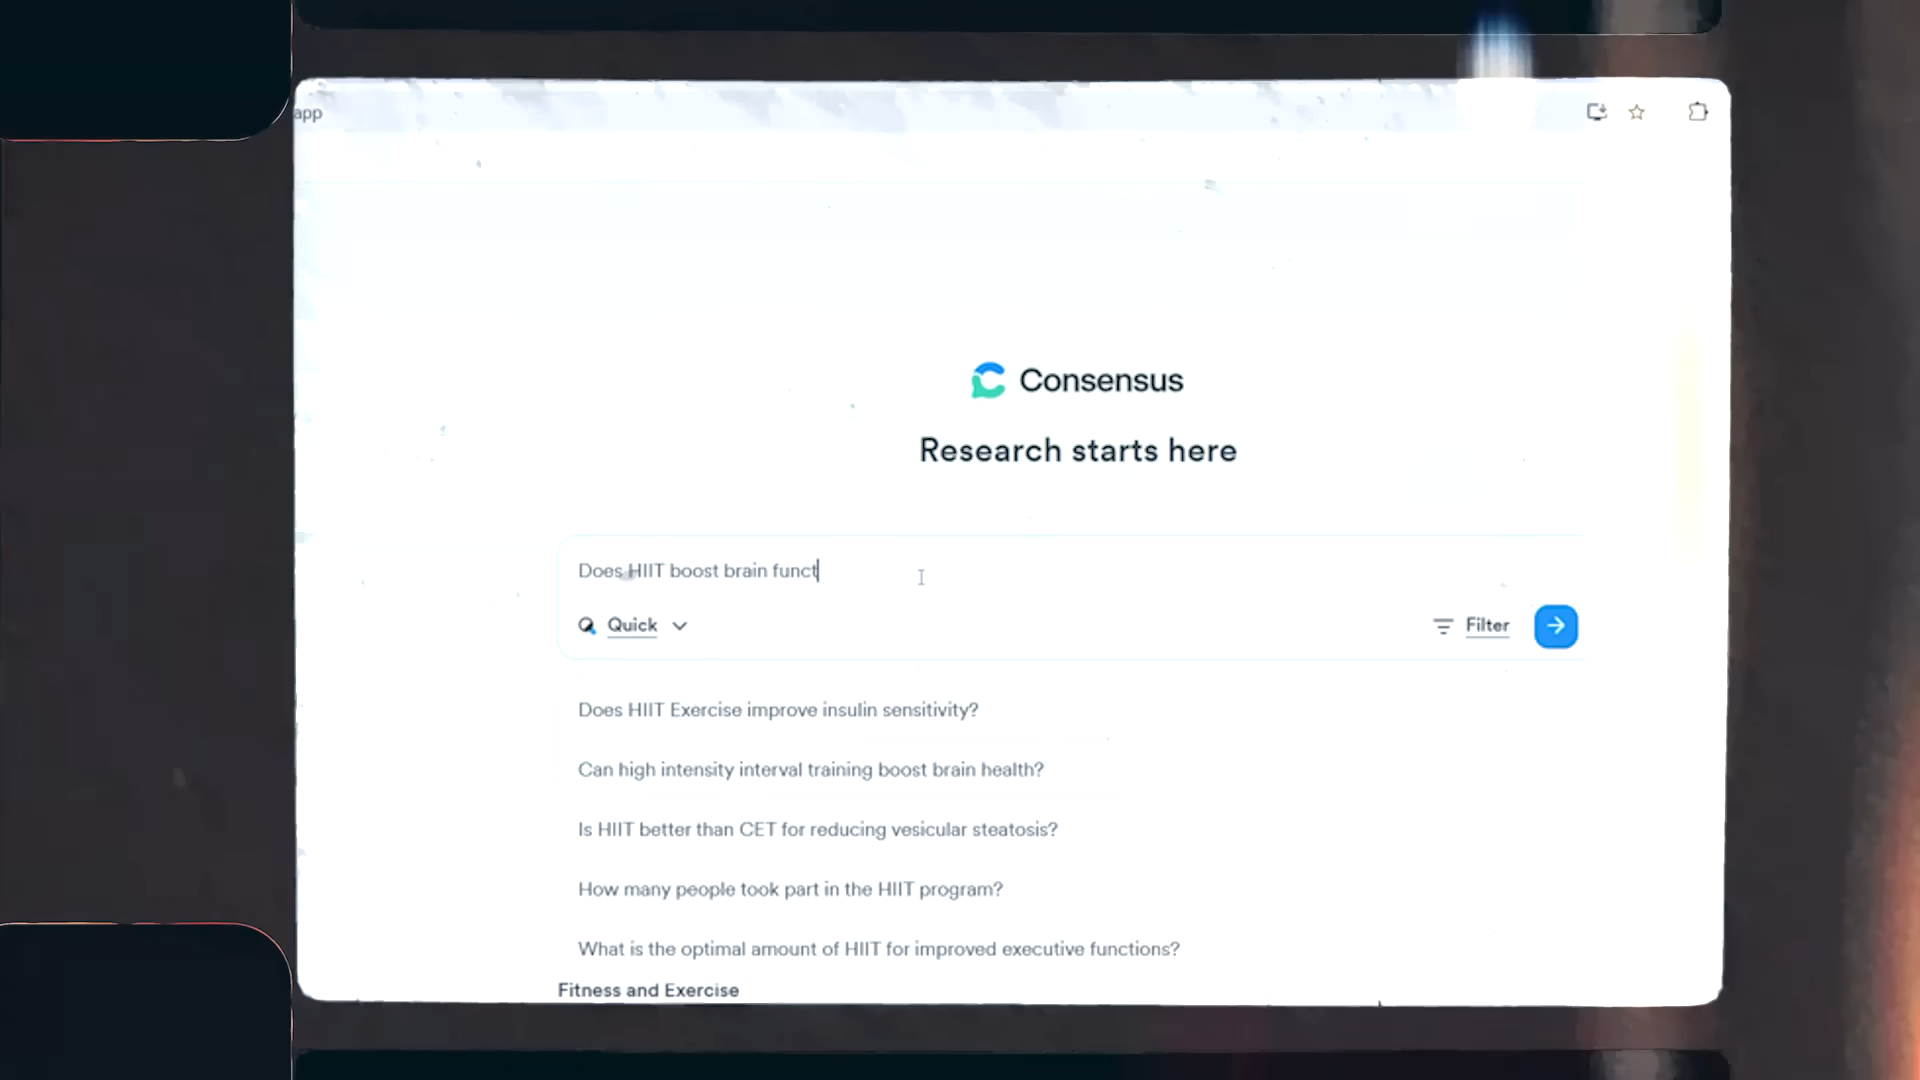 app
Consensus
Research starts here
Does HIIT boost brain funct
Quick
Filter
Does HIIT Exercise improve insulin sensitivity?
Can high intensity interval training boost brain health?
Is HIIT better than CET for reducing vesicular steatosis?
How many people took part in the HIIT program?
What is the optimal amount of HIIT for improved executive functions?
Fitness and Exercise